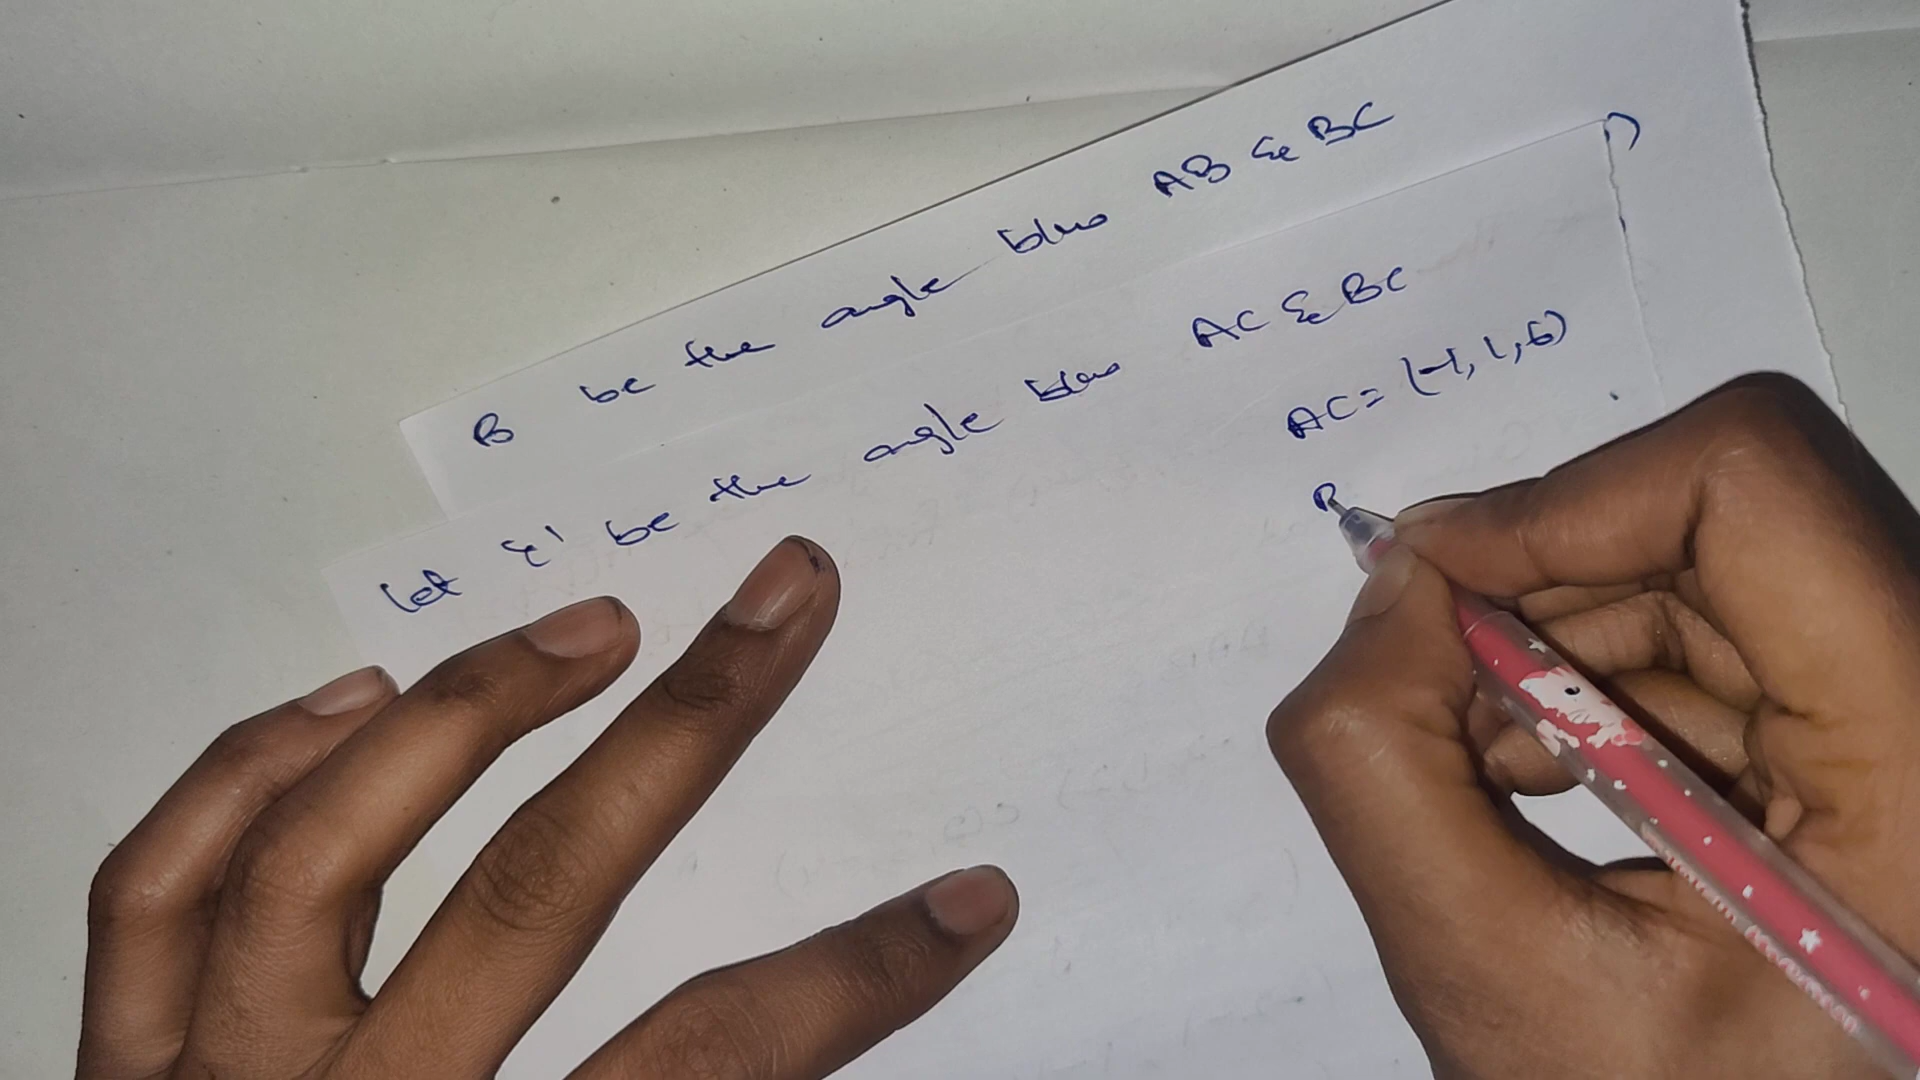 B be the angle b/w AB & BC
Let &' be the angle b/w AC & BC
AC = (-1, 1, 6)
B